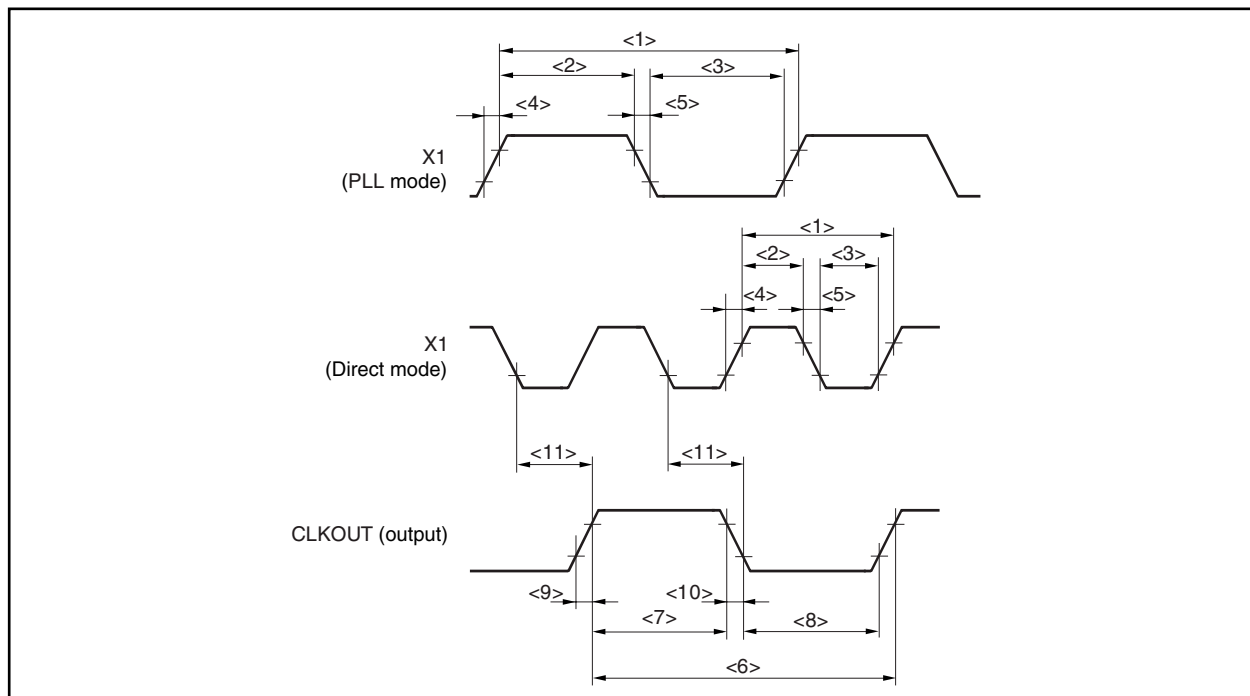 <1>
<2> <3>
<4> <5>
X1
(PLL mode)
<1>
<2> <3>
<4> <5>
X1
(Direct mode)
<11> <11>
CLKOUT (output)
<9> <10>
<7> <8>
<6>